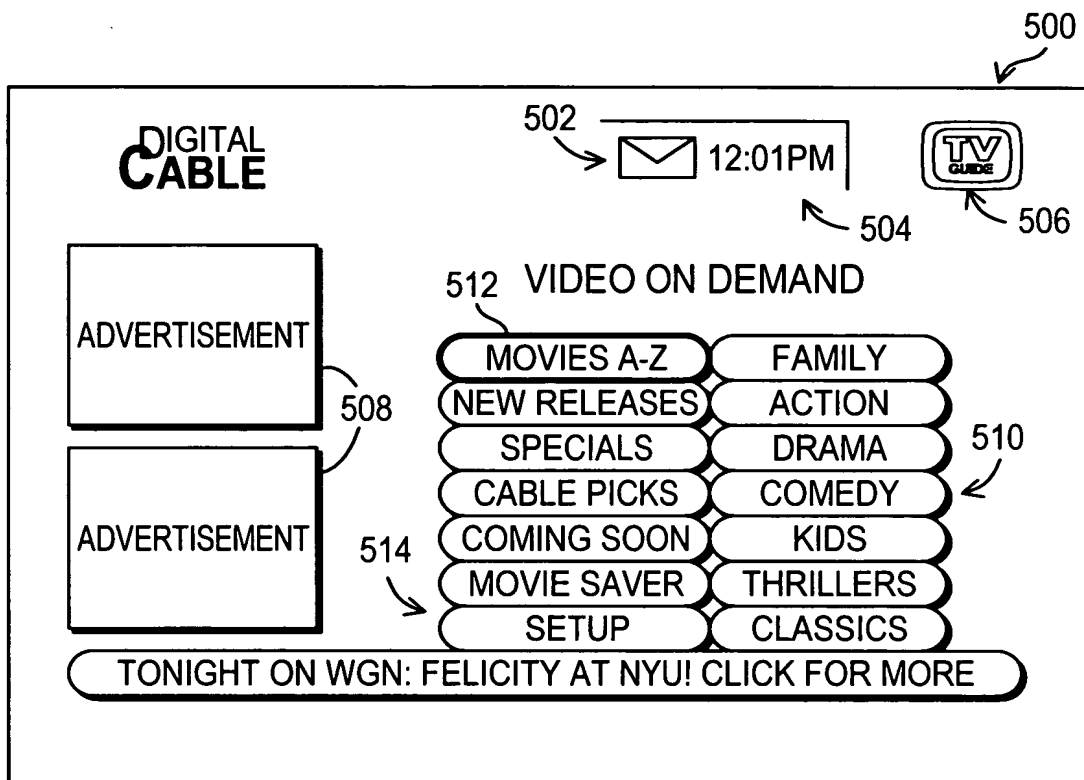 500
502
DIGITAL
CABLE
12:01PM
TV
GUIDE
504
506
512
VIDEO ON DEMAND
ADVERTISEMENT
508
MOVIES A-Z FAMILY
NEW RELEASES ACTION
SPECIALS DRAMA
510
CABLE PICKS COMEDY
ADVERTISEMENT
COMING SOON KIDS
514
MOVIE SAVER THRILLERS
SETUP CLASSICS
TONIGHT ON WGN: FELICITY AT NYU! CLICK FOR MORE